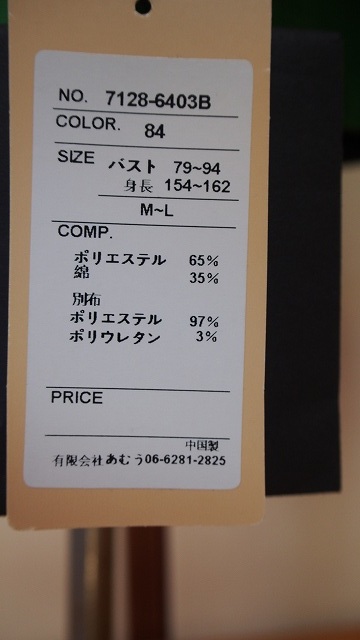 NO. 7128-6403B
COLOR. 84
SIZE バスト 79~94
身長 154~162
M~L
COMP.
ポリエステル 65%
綿 35%
別布
ポリエステル 97%
ポリウレタン 3%
PRICE
中国製
有限会社あむう06-6281-2825